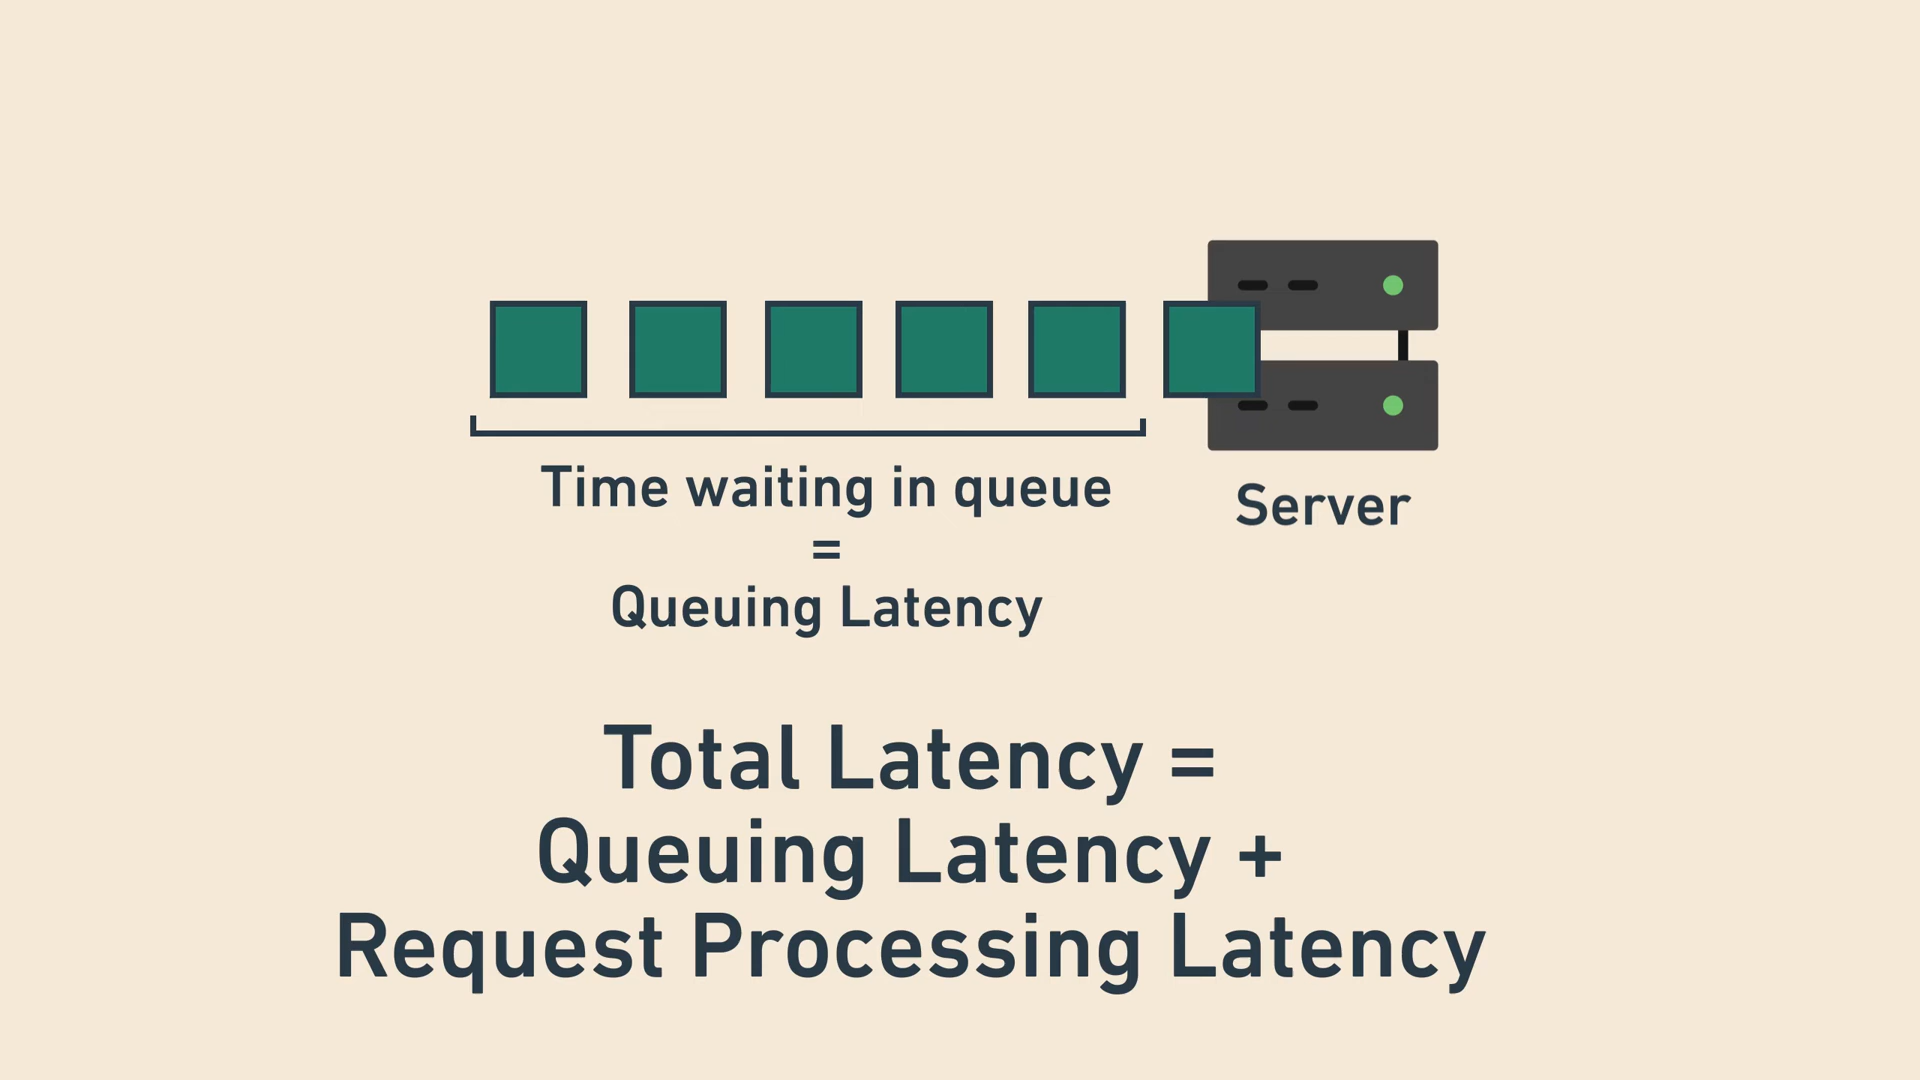 Time waiting in queue
=
Queuing Latency
Server
Total Latency =
Queuing Latency +
Request Processing Latency